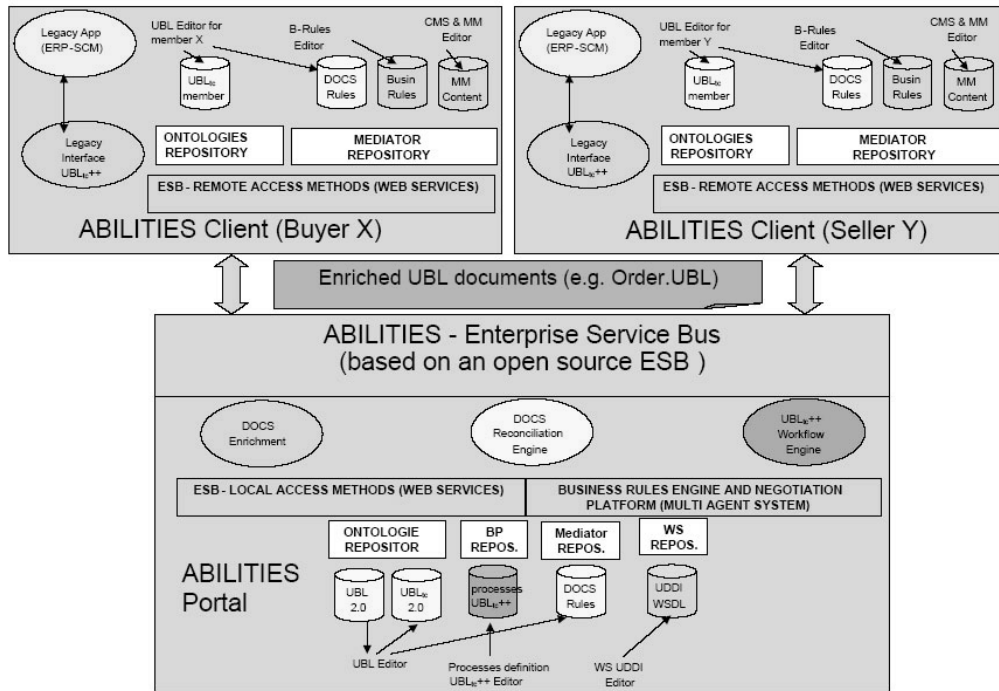 Legacy App
(ERP-SCM)
UBL Editor for
member X
B-Rules
Editor
CMS & MM
Editor
UBLtc
member
DOCS
Rules
Busin
Rules
MM
Content
Legacy
Interface
UBLtc++
ONTOLOGIES
REPOSITORY
MEDIATOR
REPOSITORY
ESB - REMOTE ACCESS METHODS (WEB SERVICES)
ABILITIES Client (Buyer X)
Legacy App
(ERP-SCM)
UBL Editor for
member Y
B-Rules
Editor
CMS & MM
Editor
UBLtc
member
DOCS
Rules
Busin
Rules
MM
Content
Legacy
Interface
UBLtc++
ONTOLOGIES
REPOSITORY
MEDIATOR
REPOSITORY
ESB - REMOTE ACCESS METHODS (WEB SERVICES)
ABILITIES Client (Seller Y)
Enriched UBL documents (e.g. Order.UBL)
ABILITIES - Enterprise Service Bus
(based on an open source ESB )
DOCS
Enrichment
DOCS
Reconciliation
Engine
UBLtc++
Workflow
Engine
ESB - LOCAL ACCESS METHODS (WEB SERVICES)
BUSINESS RULES ENGINE AND NEGOTIATION
PLATFORM (MULTI AGENT SYSTEM)
ONTOLOGIE
REPOSITOR
BP
REPOS.
Mediator
REPOS.
WS
REPOS.
ABILITIES
Portal
UBL
2.0
UBLtc
2.0
processes
UBLtc++
DOCS
Rules
UDDI
WSDL
UBL Editor
Processes definition
UBLtc++ Editor
WS UDDI
Editor